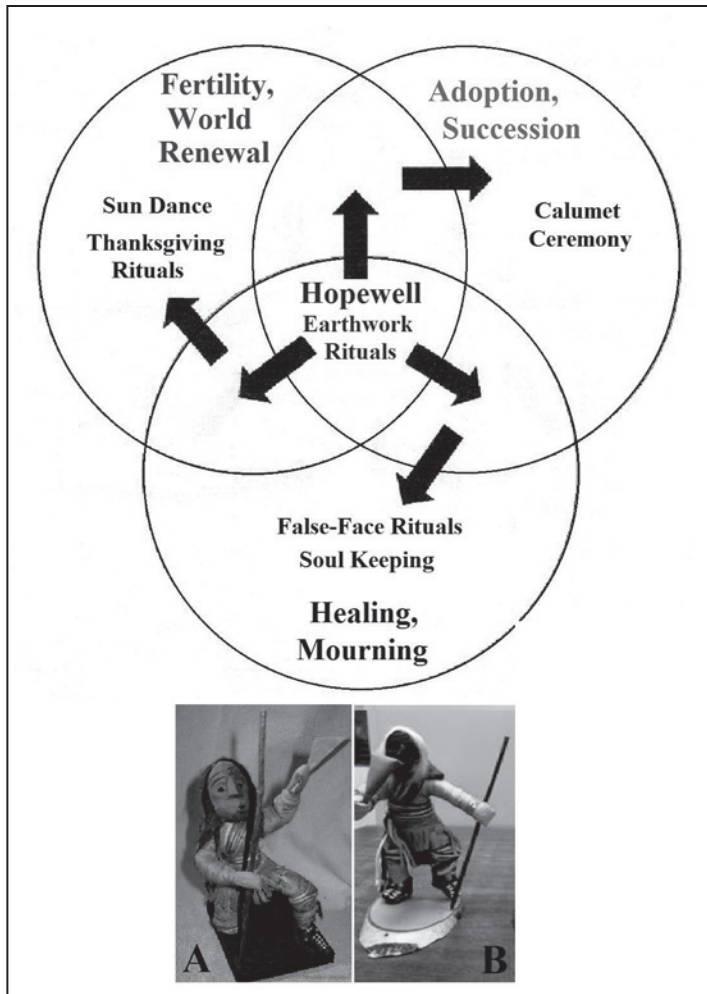 Fertility,
World
Renewal
Adoption,
Succession
Sun Dance
Thanksgiving
Rituals
Calumet
Ceremony
Hopewell
Earthwork
Rituals
False-Face Rituals
Soul Keeping
Healing,
Mourning
A
B